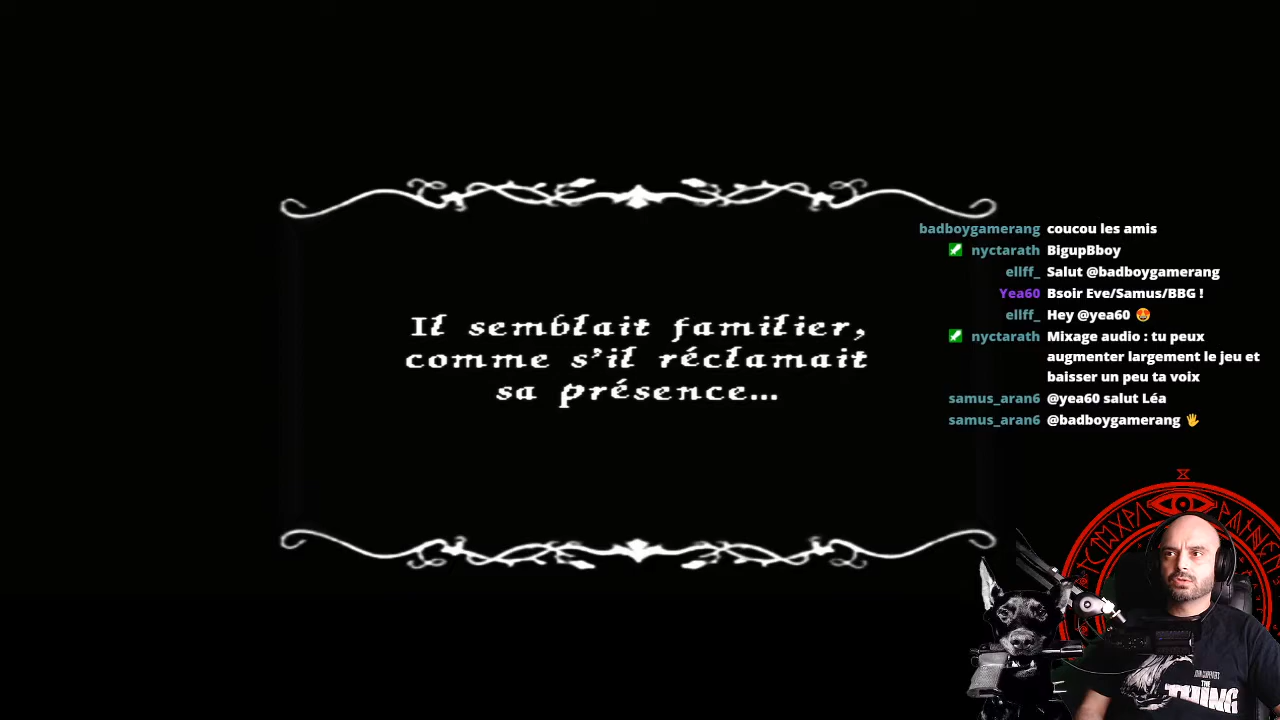 Il semblait familier,
comme s'il réclamait
sa présence...
badboygamerang coucou les amis
nyctarath BigupBboy
ellff_ Salut @badboygamerang
Yea60 Bsoir Eve/Samus/BBG !
ellff_ Hey @yea60 😍
nyctarath Mixage audio : tu peux
augmenter largement le jeu et
baisser un peu ta voix
samus_aran6 @yea60 salut Léa
samus_aran6 @badboygamerang 🖐
THE
THING